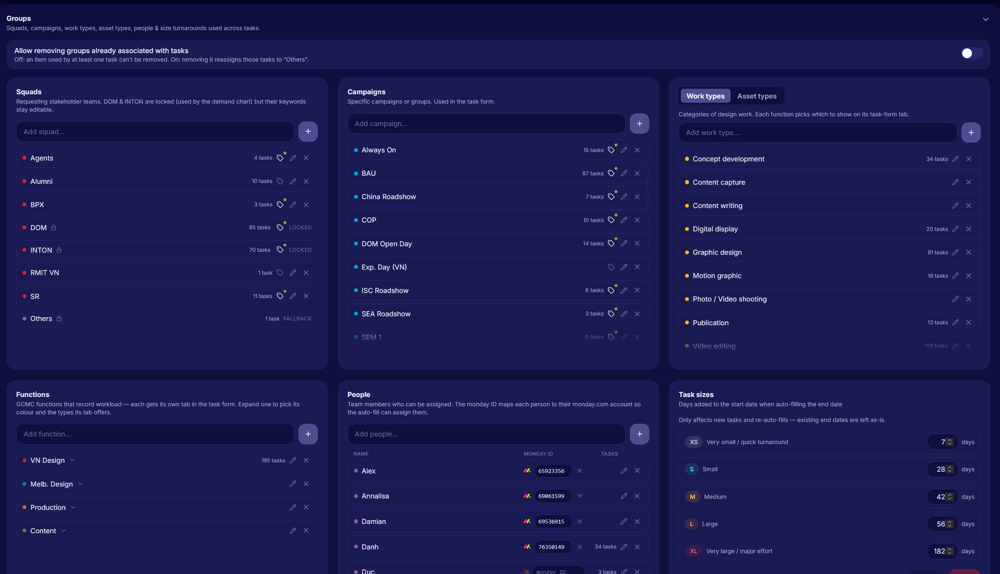 Groups
Squads, campaigns, work types, asset types, people & size turnarounds used across tasks.
Allow removing groups already associated with tasks
Off: an item used by at least one task can't be removed. On: removing it reassigns those tasks to “Others”.
Squads
Requesting stakeholder teams. DOM & INTON are locked (used by the demand chart) but their keywords
stay editable.
Add squad...
+
Agents 4 tasks
Alumni 10 tasks
BPX 3 tasks
DOM 85 tasks LOCKED
INTON 70 tasks LOCKED
RMIT VN 1 task
SR 11 tasks
Others 1 task FALLBACK
Campaigns
Specific campaigns or groups. Used in the task form.
Add campaign...
+
Always On 15 tasks
BAU 87 tasks
China Roadshow 7 tasks
COP 10 tasks
DOM Open Day 14 tasks
Exp. Day (VN)
ISC Roadshow 6 tasks
SEA Roadshow 3 tasks
SEM 1 6 tasks
Work types Asset types
Categories of design work. Each function picks which to show on its task-form tab.
Add work type...
+
Concept development 34 tasks
Content capture
Content writing
Digital display 20 tasks
Graphic design 91 tasks
Motion graphic 18 tasks
Photo / Video shooting
Publication 13 tasks
Video editing 103 tasks
Functions
GCMC functions that record workload — each gets its own tab in the task form. Expand one to pick its
colour and the types its tab offers.
Add function...
+
VN Design 185 tasks
Melb. Design
Production
Content
People
Team members who can be assigned. The monday ID maps each person to their monday.com account so
the auto-fill can assign them.
Add people...
+
NAME MONDAY ID TASKS
Alex 65923356
Annalisa 69061599
Damian 69536915
Danh 76350149 34 tasks
Duc monday ID 3 tasks
Task sizes
Days added to the start date when auto-filling the end date
Only affects new tasks and re-auto-fills — existing end dates are left as-is.
XS Very small / quick turnaround 7 days
S Small 28 days
M Medium 42 days
L Large 56 days
XL Very large / major effort 182 days